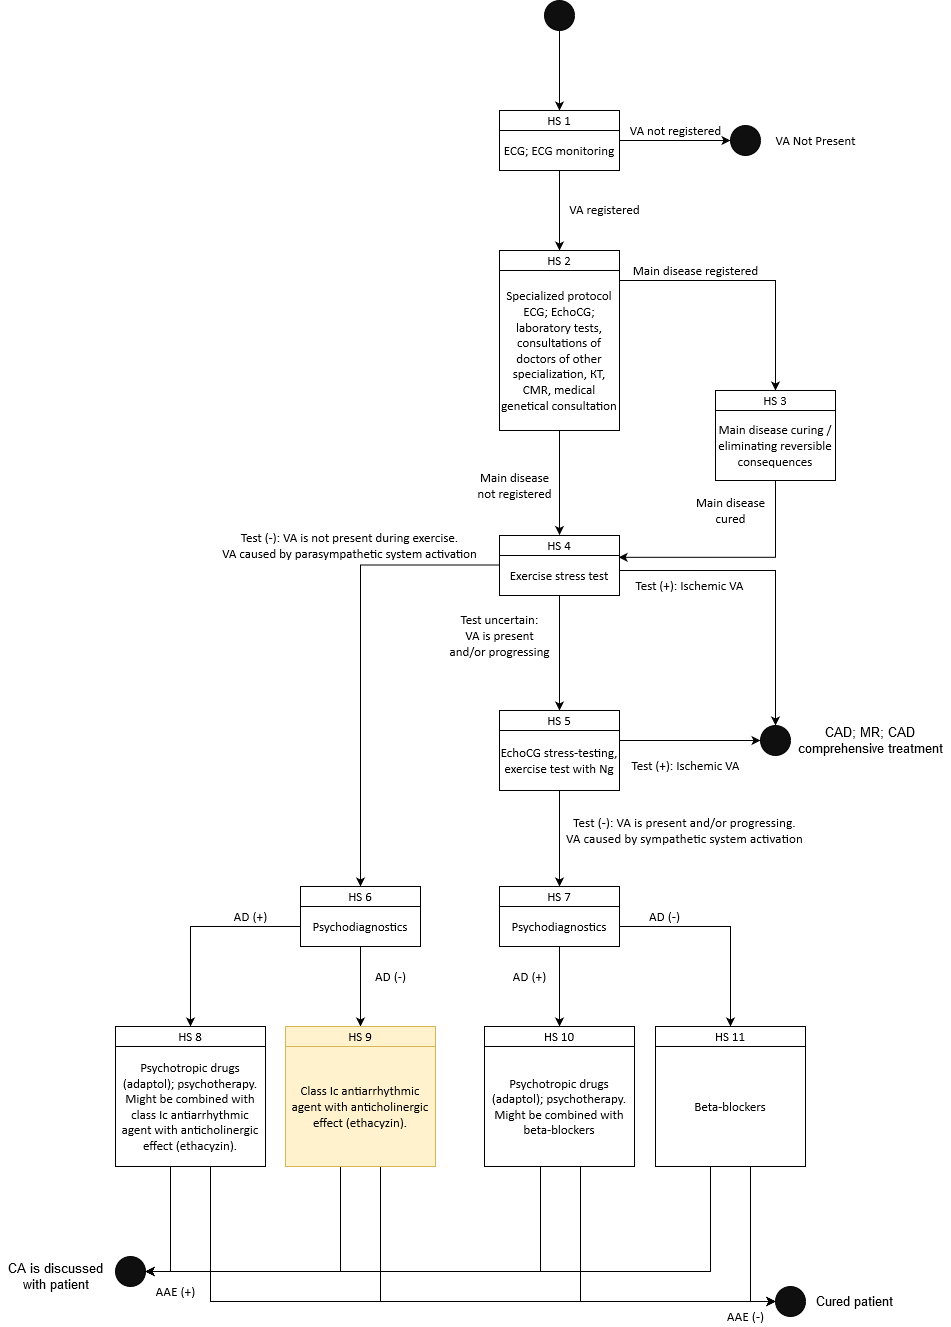 HS 1
ECG; ECG monitoring
VA not registered
VA Not Present
VA registered
HS 2
Specialized protocol
ECG; EchoCG;
laboratory tests,
consultations of
doctors of other
specialization, КТ,
CMR, medical
genetical consultation
Main disease registered
HS 3
Main disease curing /
eliminating reversible
consequences
Main disease
not registered
Main disease
cured
HS 4
Exercise stress test
Test (-): VA is not present during exercise.
VA caused by parasympathetic system activation
Test (+): Ischemic VA
Test uncertain:
VA is present
and/or progressing
HS 5
EchoCG stress-testing,
exercise test with Ng
Test (+): Ischemic VA
CAD; MR; CAD
comprehensive treatment
Test (-): VA is present and/or progressing.
VA caused by sympathetic system activation
HS 6
Psychodiagnostics
HS 7
Psychodiagnostics
AD (+)
AD (-)
AD (+)
AD (-)
HS 8
Psychotropic drugs
(adaptol); psychotherapy.
Might be combined with
class Ic antiarrhythmic
agent with anticholinergic
effect (ethacyzin).
HS 9
Class Ic antiarrhythmic
agent with anticholinergic
effect (ethacyzin).
HS 10
Psychotropic drugs
(adaptol); psychotherapy.
Might be combined with
beta-blockers
HS 11
Beta-blockers
CA is discussed
with patient
AAE (+)
Cured patient
AAE (-)